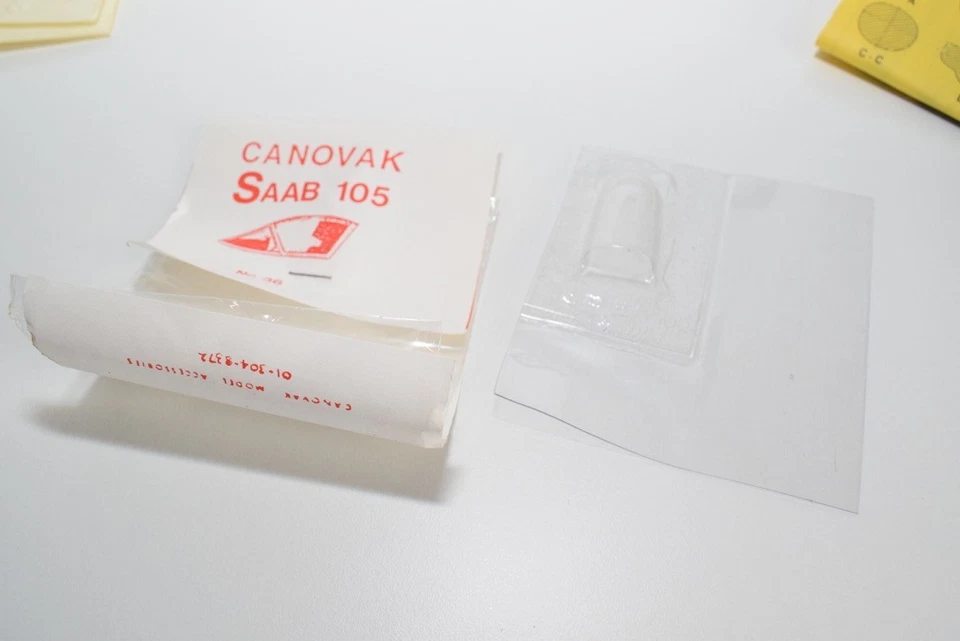 CANOVAK
SAAB 105
CANOVAK MODEL ACCESSORIES
01-304-8372
A
C-C